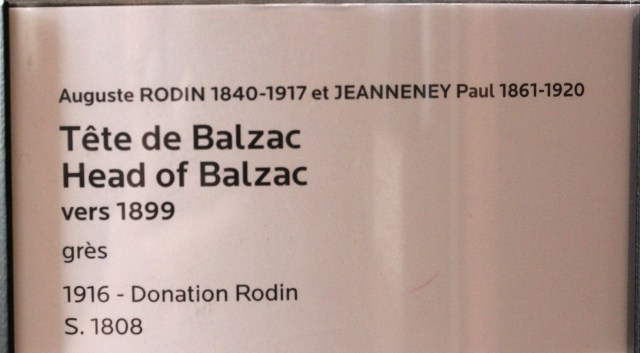 Auguste RODIN 1840-1917 et JEANNENEY Paul 1861-1920
Tête de Balzac
Head of Balzac
vers 1899
grès
1916 - Donation Rodin
S. 1808